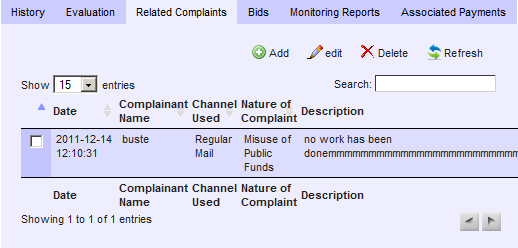 History Evaluation Related Complaints Bids Monitoring Reports Associated Payments
Add edit Delete Refresh
Show 15 entries Search:
Date Complainant Name Channel Used Nature of Complaint Description
2011-12-14 12:10:31 buste Regular Mail Misuse of Public Funds no work has been
Date Complainant Name Channel Used Nature of Complaint Description
Showing 1 to 1 of 1 entries